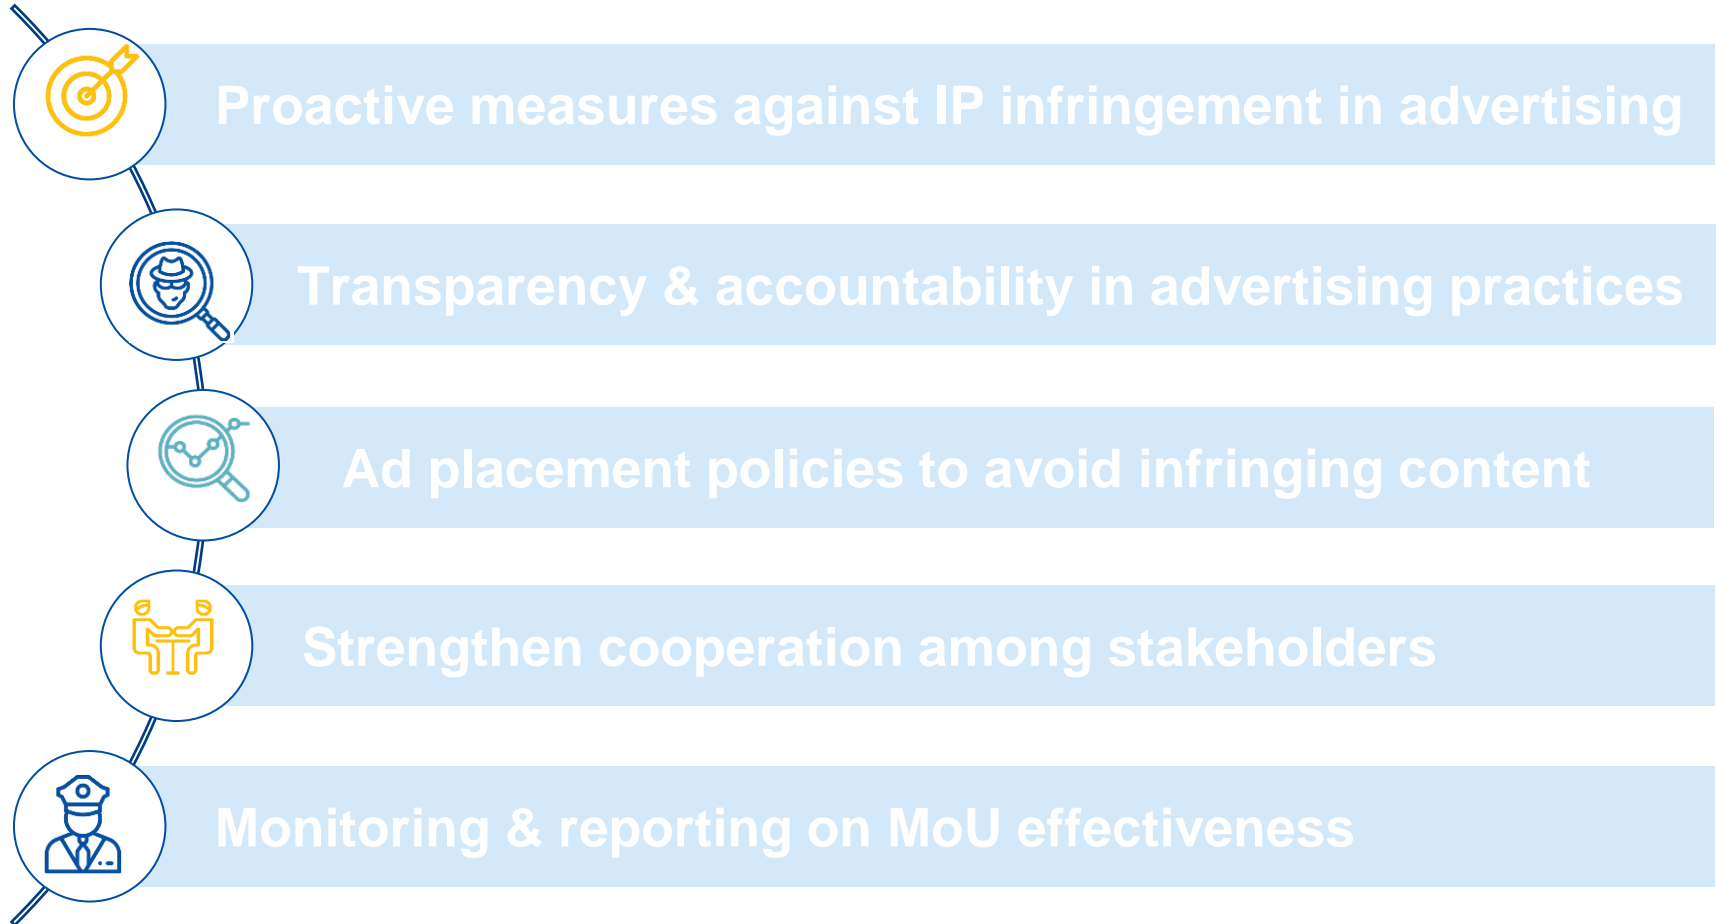 Proactive measures against IP infringement in advertising
Transparency & accountability in advertising practices
Ad placement policies to avoid infringing content
Strengthen cooperation among stakeholders
Monitoring & reporting on MoU effectiveness